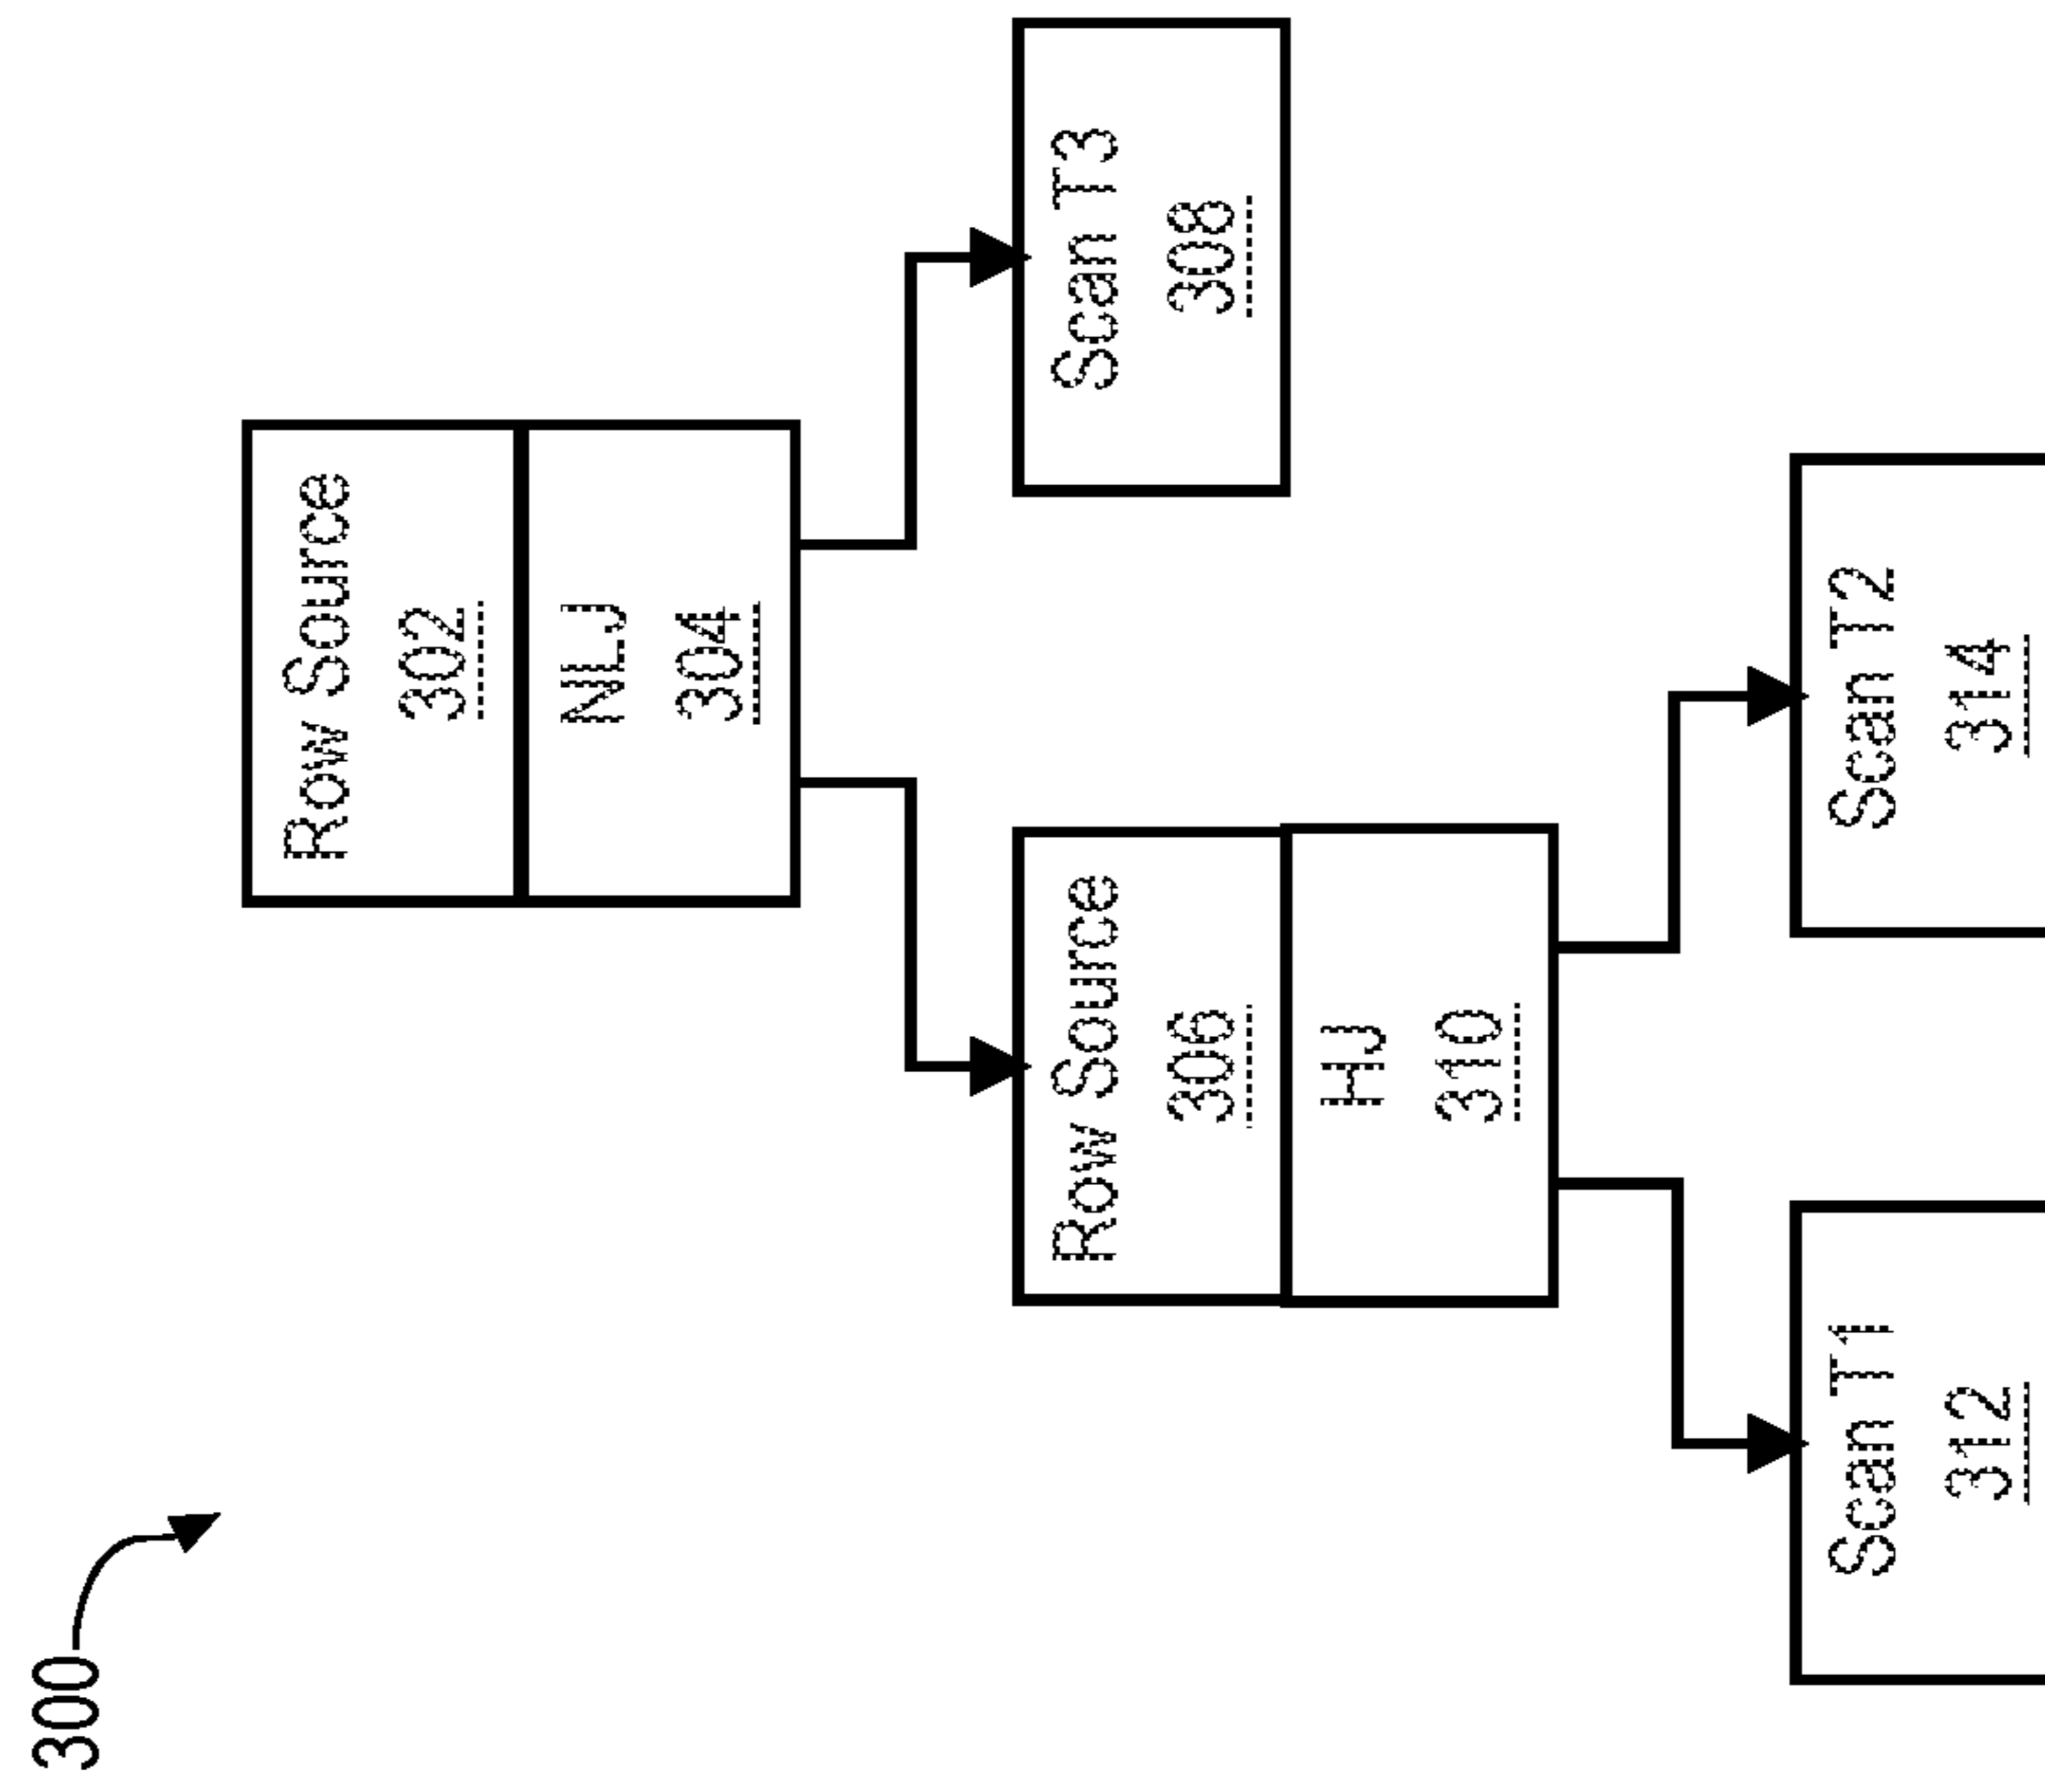 300
Row Source
302
NLJ
304
Row Source
306
HJ
310
Scan T3
308
Scan T1
312
Scan T2
314